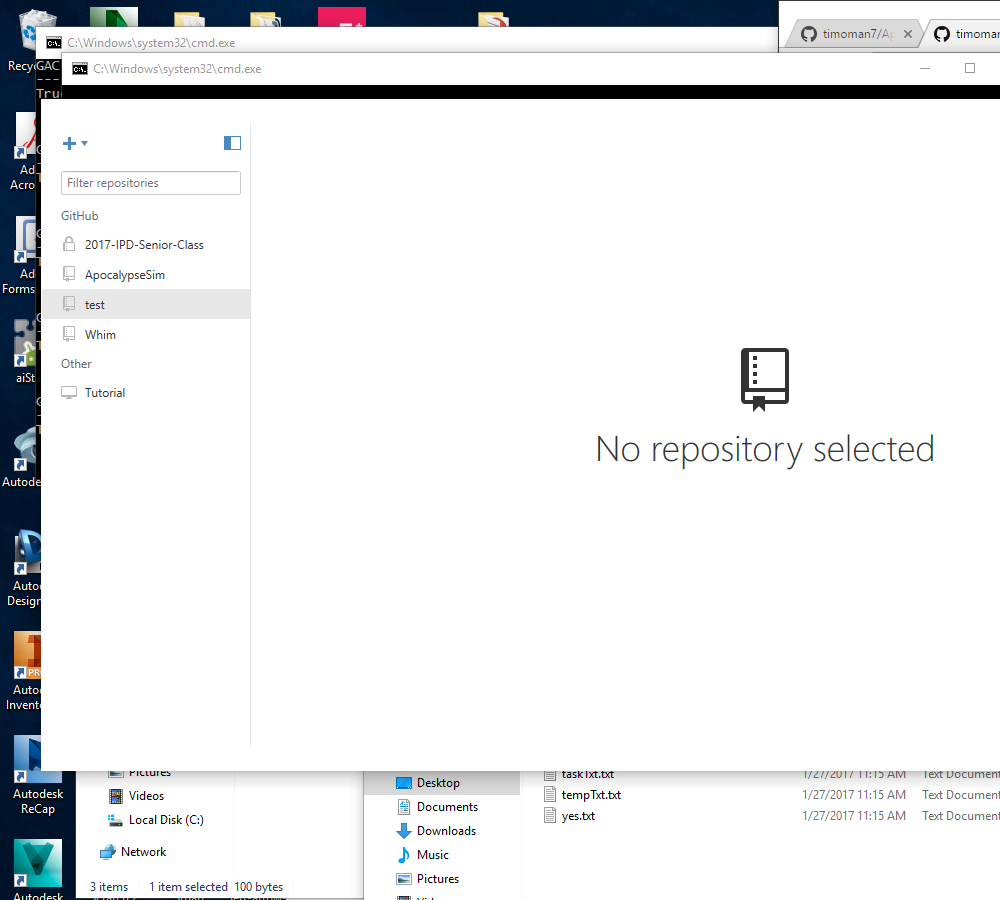 timoman7/Ap
timoman
C:\Windows\system32\cmd.exe
C:\Windows\system32\cmd.exe
Recy
GAC
---
Tru
Filter repositories
GitHub
2017-IPD-Senior-Class
ApocalypseSim
test
Whim
Other
Tutorial
No repository selected
Ad
Acro
Ad
Forms
aiSt
Autode
Auto
Design
PRO
Auto
Invent
Autodesk
ReCap
Autodesk
Pictures
Videos
Local Disk (C:)
Network
3 items 1 item selected 100 bytes
Desktop
Documents
Downloads
Music
Pictures
taskTxt.txt 1/27/2017 11:15 AM Text Document
tempTxt.txt 1/27/2017 11:15 AM Text Document
yes.txt 1/27/2017 11:15 AM Text Document